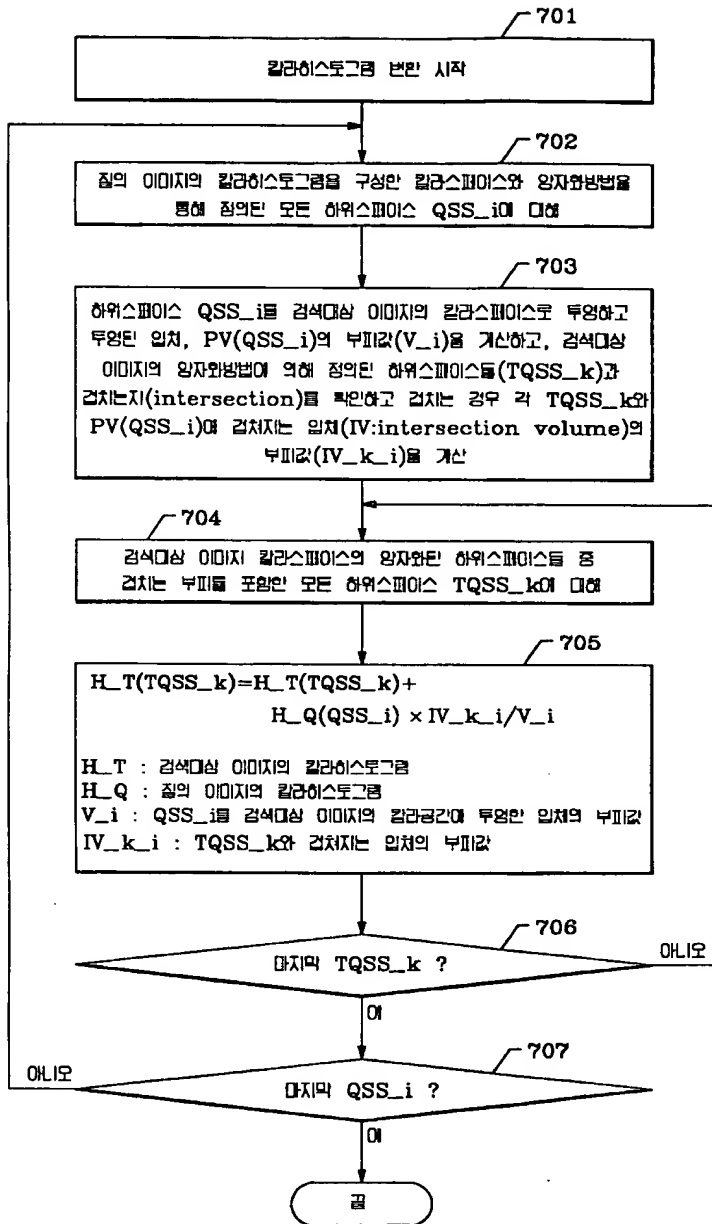 701
칼라히스토그램 변환 시작
702
질의 이미지의 칼라히스토그램을 구성한 칼라스페이스와 양자화방법을
통해 정의된 모든 하위스페이스 QSS_i에 대해
703
하위스페이스 QSS_i를 검색대상 이미지의 칼라스페이스로 투영하고
투영된 입체, PV(QSS_i)의 부피값(V_i)을 계산하고, 검색대상
이미지의 양자화방법에 의해 정의된 하위스페이스들(TQSS_k)과
겹치는지(intersection)를 확인하고 겹치는 경우 각 TQSS_k와
PV(QSS_i)에 겹쳐지는 입체(IV:intersection volume)의
부피값(IV_k_i)을 계산
704
검색대상 이미지 칼라스페이스의 양자화된 하위스페이스들 중
겹치는 부피를 포함한 모든 하위스페이스 TQSS_k에 대해
705
H_T(TQSS_k)=H_T(TQSS_k)+
H_Q(QSS_i) × IV_k_i/V_i
H_T : 검색대상 이미지의 칼라히스토그램
H_Q : 질의 이미지의 칼라히스토그램
V_i : QSS_i를 검색대상 이미지의 칼라공간에 투영한 입체의 부피값
IV_k_i : TQSS_k와 겹쳐지는 입체의 부피값
706
마지막 TQSS_k ?
아니오
예
707
아니오
마지막 QSS_i ?
예
끝